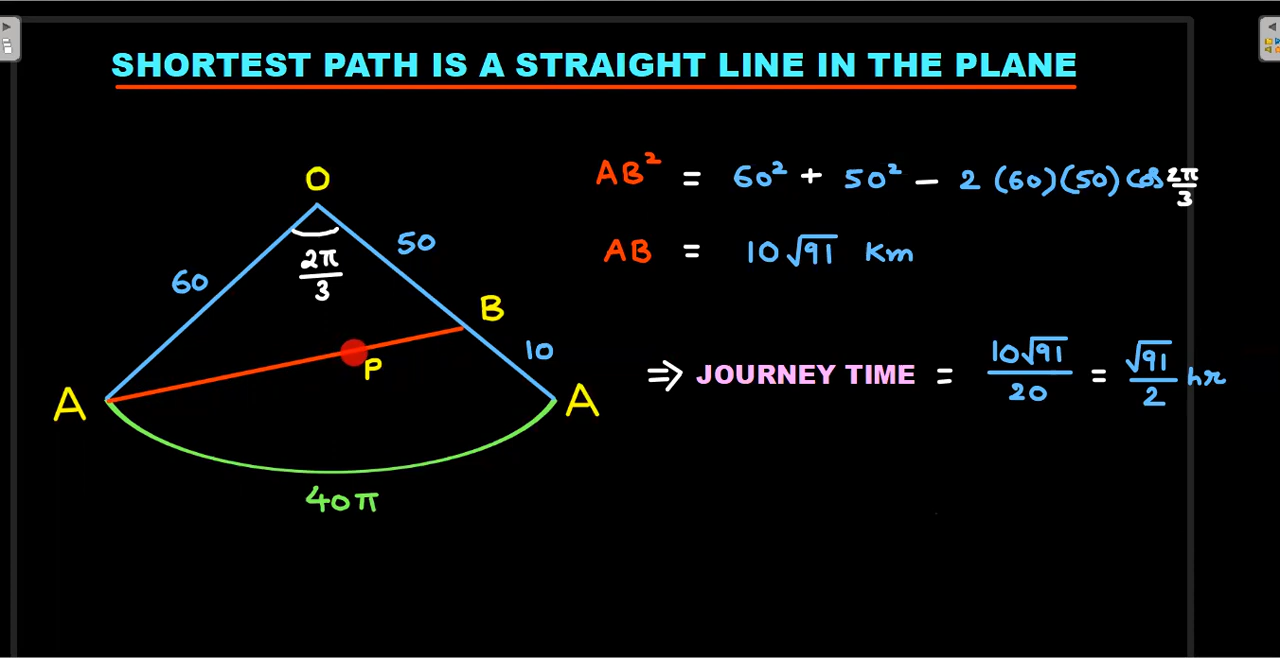 SHORTEST PATH IS A STRAIGHT LINE IN THE PLANE
O
60
2π/3
50
B
10
P
A
A
40π
AB² = 60² + 50² - 2 (60)(50) cos 2π/3
AB = 10√91 Km
⇒ JOURNEY TIME = 10√91/20 = √91/2 hr